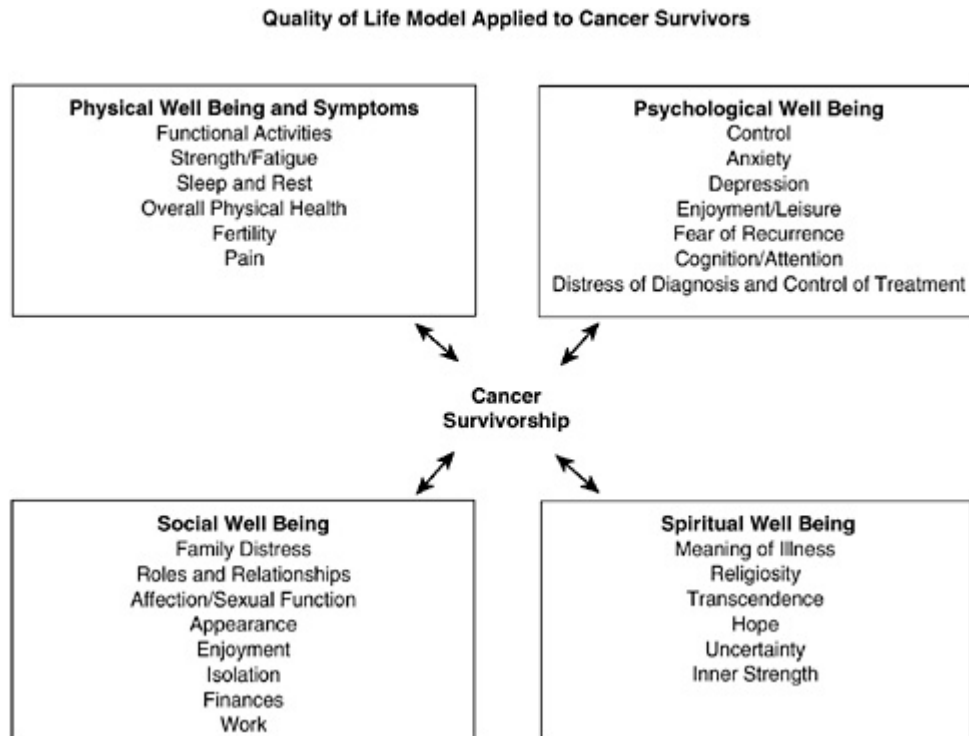 Quality of Life Model Applied to Cancer Survivors
Physical Well Being and Symptoms
Functional Activities
Strength/Fatigue
Sleep and Rest
Overall Physical Health
Fertility
Pain
Psychological Well Being
Control
Anxiety
Depression
Enjoyment/Leisure
Fear of Recurrence
Cognition/Attention
Distress of Diagnosis and Control of Treatment
Cancer
Survivorship
Social Well Being
Family Distress
Roles and Relationships
Affection/Sexual Function
Appearance
Enjoyment
Isolation
Finances
Work
Spiritual Well Being
Meaning of Illness
Religiosity
Transcendence
Hope
Uncertainty
Inner Strength